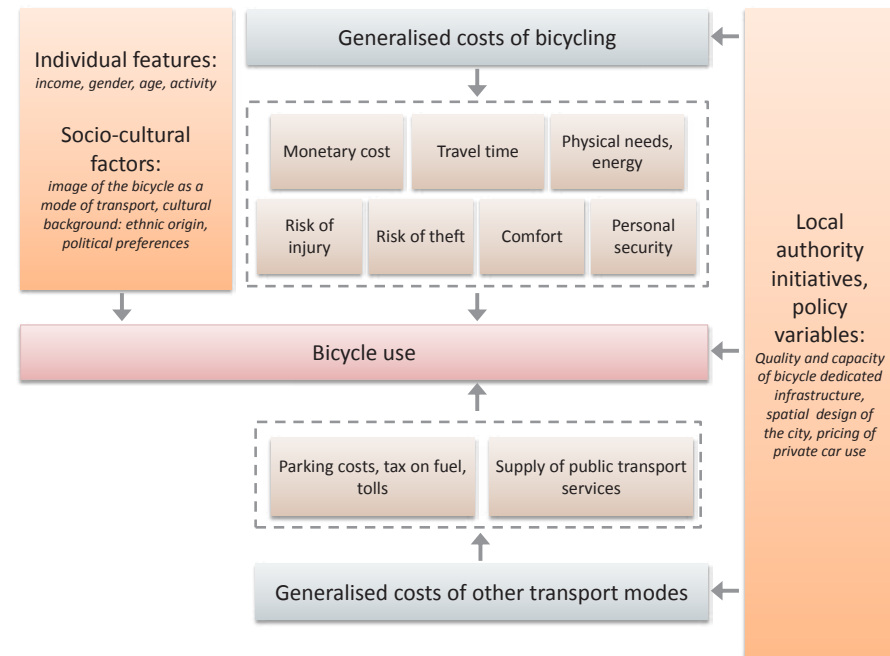 Individual features:
income, gender, age, activity
Socio-cultural
factors:
image of the bicycle as a
mode of transport, cultural
background: ethnic origin,
political preferences
Generalised costs of bicycling
Monetary cost
Travel time
Physical needs,
energy
Risk of
injury
Risk of theft
Comfort
Personal
security
Bicycle use
Parking costs, tax on fuel,
tolls
Supply of public transport
services
Generalised costs of other transport modes
Local
authority
initiatives,
policy
variables:
Quality and capacity
of bicycle dedicated
infrastructure,
spatial design of
the city, pricing of
private car use